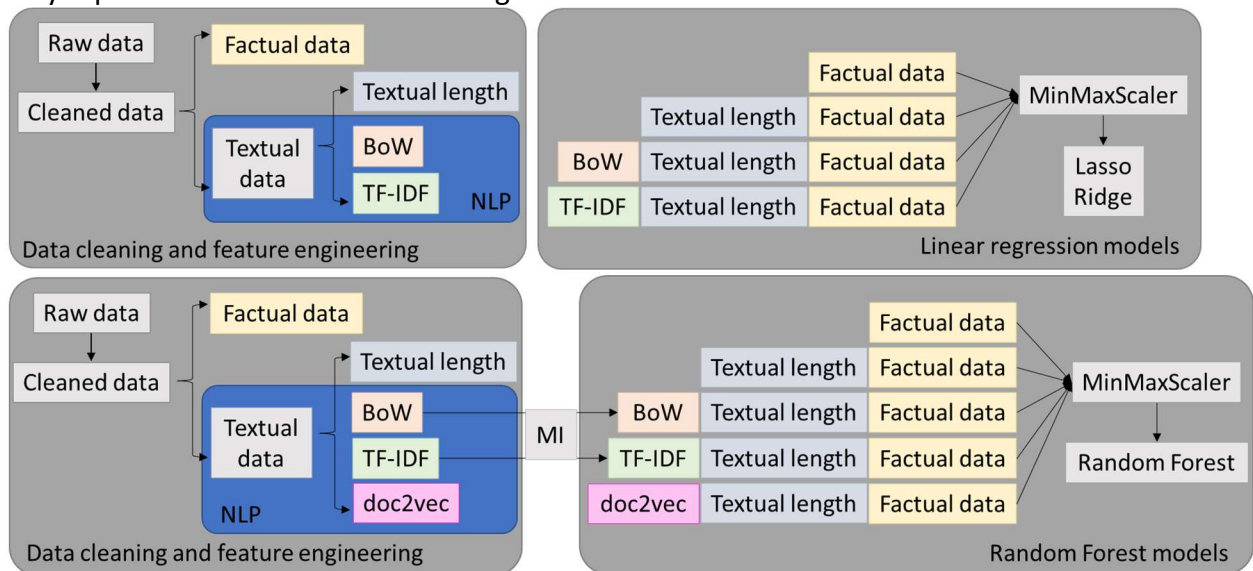 Raw data
Factual data
Cleaned data
Textual length
Textual
data
BoW
TF-IDF
NLP
Data cleaning and feature engineering
Factual data
Textual length Factual data
BoW Textual length Factual data
TF-IDF Textual length Factual data
MinMaxScaler
Lasso
Ridge
Linear regression models
Raw data
Factual data
Cleaned data
Textual length
Textual
data
BoW
TF-IDF
doc2vec
NLP
Data cleaning and feature engineering
MI
Factual data
Textual length Factual data
BoW Textual length Factual data
TF-IDF Textual length Factual data
doc2vec Textual length Factual data
MinMaxScaler
Random Forest
Random Forest models